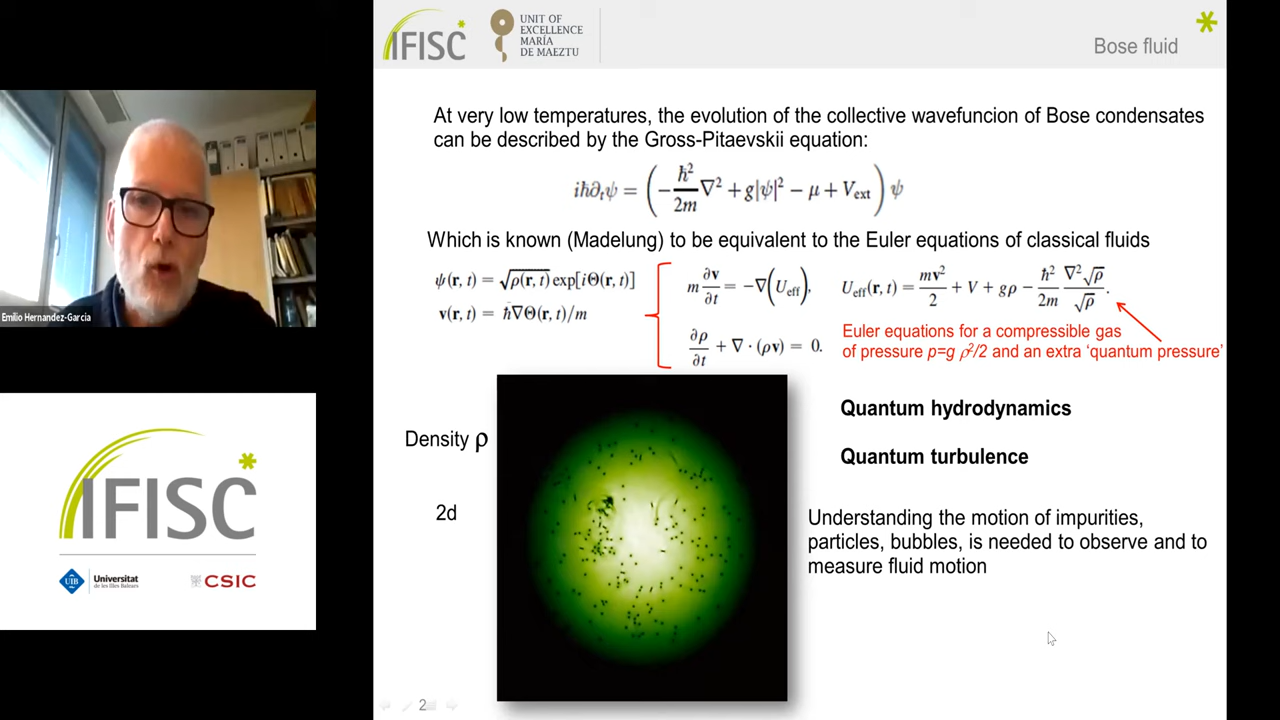 IFISC
UNIT OF
EXCELLENCE
MARÍA
DE MAEZTU
Bose fluid
At very low temperatures, the evolution of the collective wavefuncion of Bose condensates
can be described by the Gross-Pitaevskii equation:
iħ∂ₜψ = (−ħ²/2m ∇² + g|ψ|² − μ + V_ext) ψ
Which is known (Madelung) to be equivalent to the Euler equations of classical fluids
ψ(r, t) = √ρ(r, t) exp[iΘ(r, t)]
v(r, t) = ħ∇Θ(r, t)/m
m ∂v/∂t = −∇(U_eff), U_eff(r, t) = mv²/2 + V + gρ − ħ²/2m ∇²√ρ/√ρ.
∂ρ/∂t + ∇ · (ρv) = 0.
Euler equations for a compressible gas
of pressure p=g ρ²/2 and an extra ‘quantum pressure’
Density ρ
2d
Quantum hydrodynamics
Quantum turbulence
Understanding the motion of impurities,
particles, bubbles, is needed to observe and to
measure fluid motion
2
Emilio Hernandez-Garcia
IFISC
UIB
Universitat
de les Illes Balears
CSIC